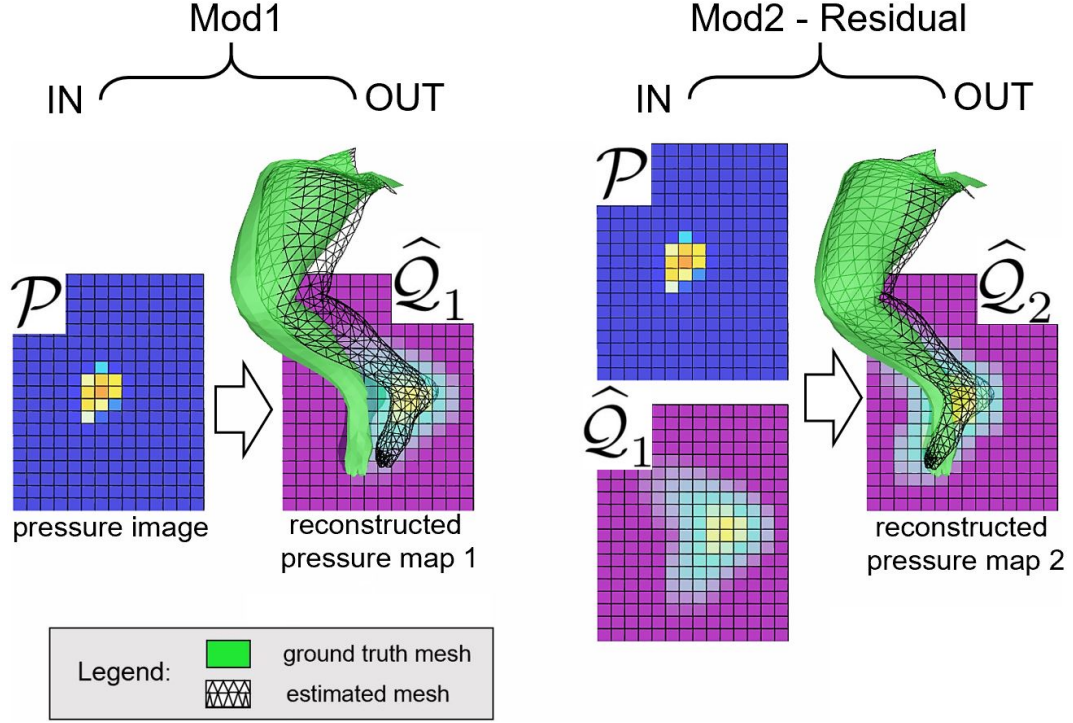 Mod1
IN
OUT
𝒫
𝒬̂₁
pressure image
reconstructed
pressure map 1
Mod2 - Residual
IN
OUT
𝒫
𝒬̂₁
𝒬̂₂
reconstructed
pressure map 2
Legend:
ground truth mesh
estimated mesh